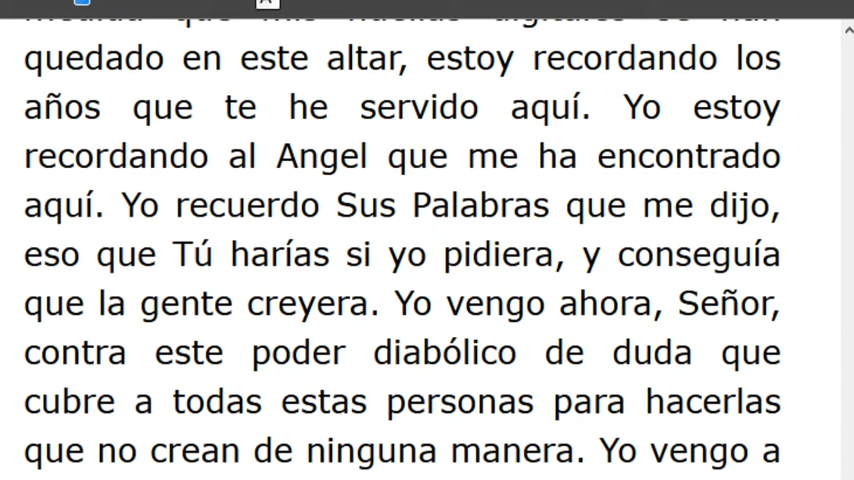 quedado en este altar, estoy recordando los
años que te he servido aquí. Yo estoy
recordando al Angel que me ha encontrado
aquí. Yo recuerdo Sus Palabras que me dijo,
eso que Tú harías si yo pidiera, y conseguía
que la gente creyera. Yo vengo ahora, Señor,
contra este poder diabólico de duda que
cubre a todas estas personas para hacerlas
que no crean de ninguna manera. Yo vengo a